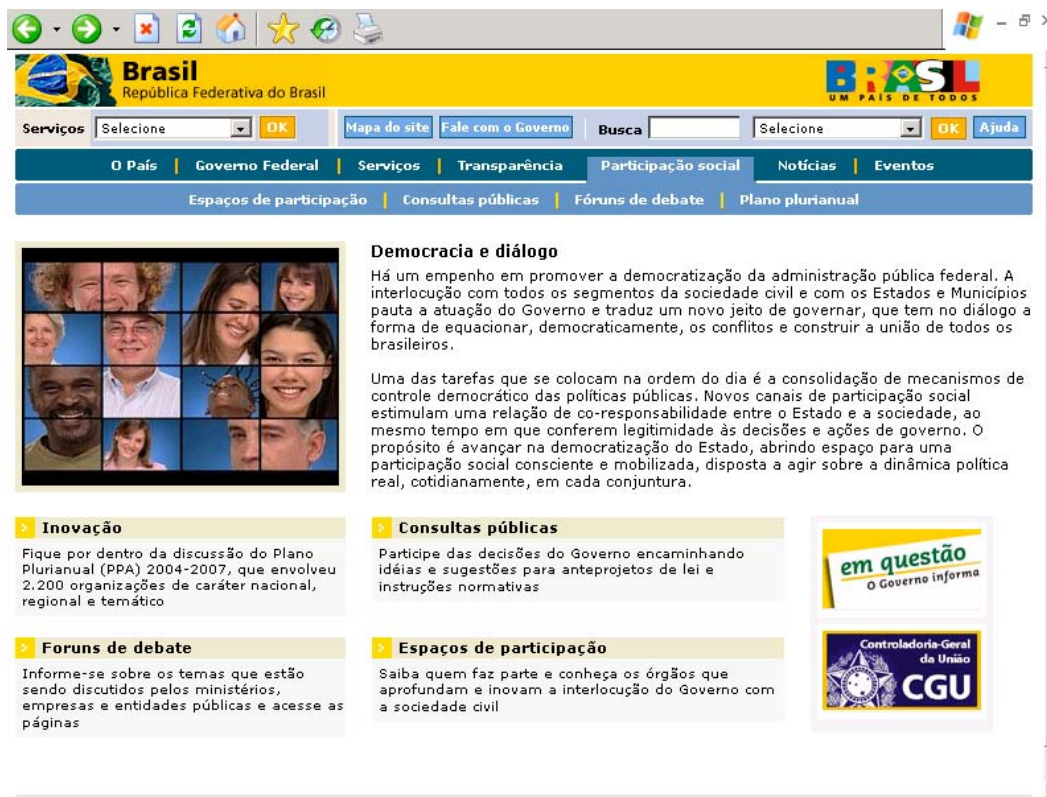 Brasil
República Federativa do Brasil
BRASIL
UM PAÍS DE TODOS
Serviços Selecione OK Mapa do site Fale com o Governo Busca Selecione OK Ajuda
O País | Governo Federal | Serviços | Transparência Participação social Notícias | Eventos
Espaços de participação | Consultas públicas | Fóruns de debate | Plano plurianual
Democracia e diálogo
Há um empenho em promover a democratização da administração pública federal. A
interlocução com todos os segmentos da sociedade civil e com os Estados e Municípios
pauta a atuação do Governo e traduz um novo jeito de governar, que tem no diálogo a
forma de equacionar, democraticamente, os conflitos e construir a união de todos os
brasileiros.
Uma das tarefas que se colocam na ordem do dia é a consolidação de mecanismos de
controle democrático das políticas públicas. Novos canais de participação social
estimulam uma relação de co-responsabilidade entre o Estado e a sociedade, ao
mesmo tempo em que conferem legitimidade às decisões e ações de governo. O
propósito é avançar na democratização do Estado, abrindo espaço para uma
participação social consciente e mobilizada, disposta a agir sobre a dinâmica política
real, cotidianamente, em cada conjuntura.
Inovação
Fique por dentro da discussão do Plano
Plurianual (PPA) 2004-2007, que envolveu
2.200 organizações de caráter nacional,
regional e temático
Consultas públicas
Participe das decisões do Governo encaminhando
idéias e sugestões para anteprojetos de lei e
instruções normativas
em questão
O Governo informa
Foruns de debate
Informe-se sobre os temas que estão
sendo discutidos pelos ministérios,
empresas e entidades públicas e acesse as
páginas
Espaços de participação
Saiba quem faz parte e conheça os órgãos que
aprofundam e inovam a interlocução do Governo com
a sociedade civil
Controladoria-Geral
da União
CGU